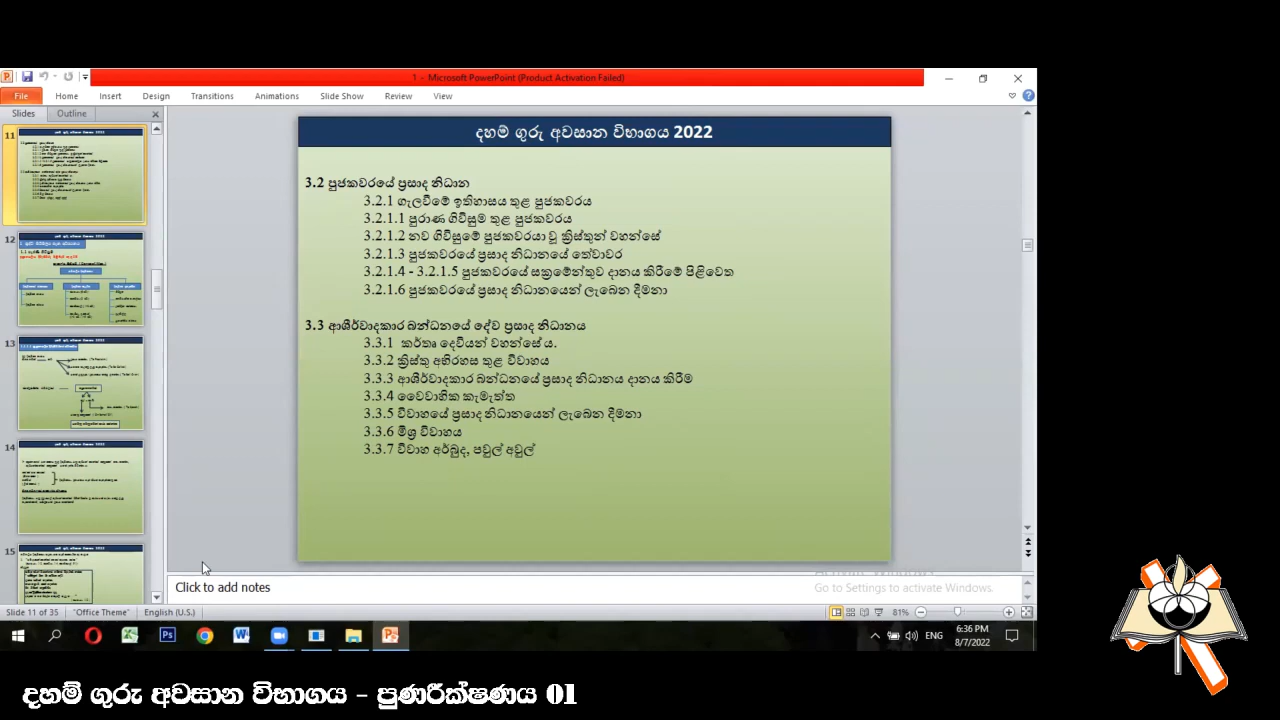 1 - Microsoft PowerPoint (Product Activation Failed)
File Home Insert Design Transitions Animations Slide Show Review View
Slides Outline
11
12
13
14
15
දහම් ගුරු අවසාන විභාගය 2022
3.2 පූජකවරයේ ප්‍රසාද නිධාන
3.2.1 ගැලවීමේ ඉතිහාසය තුළ පූජකවරය
3.2.1.1 පුරාණ ගිවිසුම තුළ පූජකවරය
3.2.1.2 නව ගිවිසුමේ පූජකවරයා වූ ක්‍රිස්තුන් වහන්සේ
3.2.1.3 පූජකවරයේ ප්‍රසාද නිධානයේ තේවාවර
3.2.1.4 - 3.2.1.5 පූජකවරයේ සක්‍රමේන්තුව දානය කිරීමේ පිළිවෙත
3.2.1.6 පූජකවරයේ ප්‍රසාද නිධානයෙන් ලැබෙන දීමනා
3.3 ආශීර්වාදකාර බන්ධනයේ දේව ප්‍රසාද නිධානය
3.3.1 කර්තෘ දෙවියන් වහන්සේ ය.
3.3.2 ක්‍රිස්තු අභිරහස තුළ විවාහය
3.3.3 ආශීර්වාදකාර බන්ධනයේ ප්‍රසාද නිධානය දානය කිරීම
3.3.4 වෛවාහික කැමැත්ත
3.3.5 විවාහයේ ප්‍රසාද නිධානයෙන් ලැබෙන දීමනා
3.3.6 මිශ්‍ර විවාහය
3.3.7 විවාහ අර්බුද, පවුල් අවුල්
Click to add notes
Go to Settings to activate Windows.
Slide 11 of 35 "Office Theme" English (U.S.) 81%
ENG 6:36 PM
8/7/2022
දහම් ගුරු අවසාන විභාගය - පුණරීක්ෂණය 01